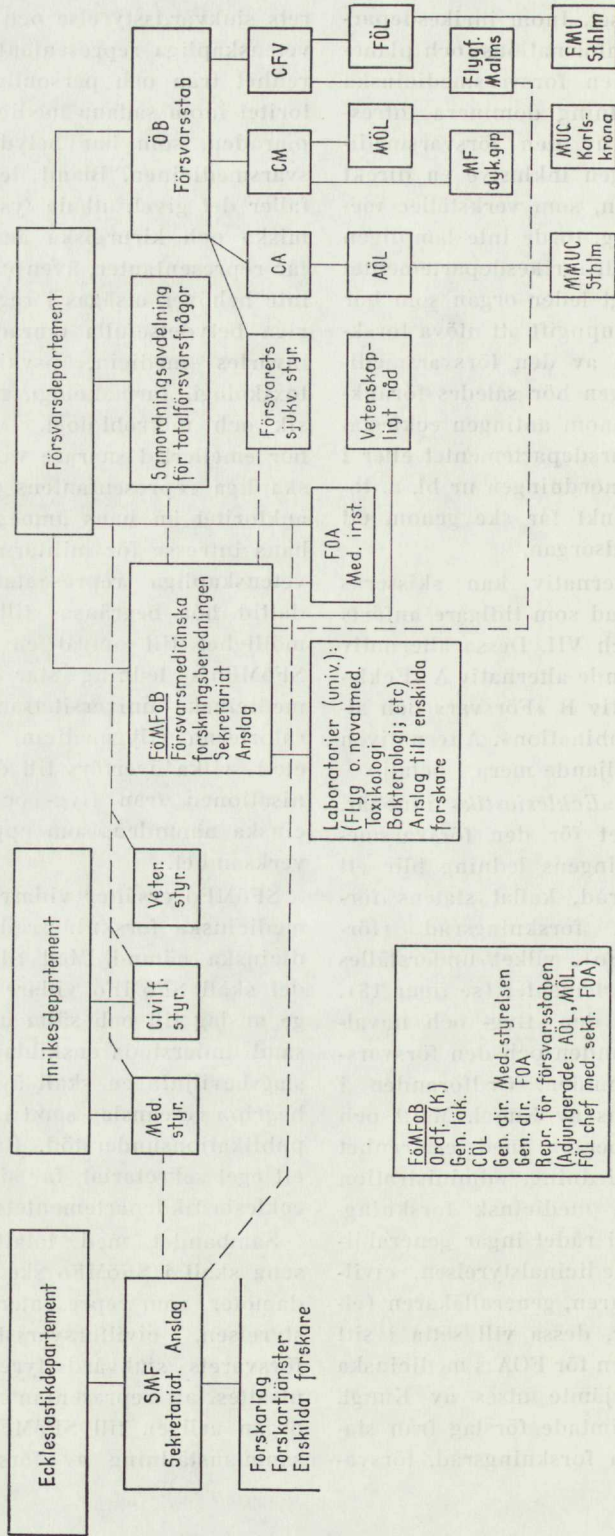 Ecklesiastikdepartement
Inrikesdepartement
Försvarsdepartement
SMF
Sekretariat. Anslag
Forskarlag
Forskartjänster
Enskilda forskare
Med.
styr.
Civilf.
styr.
Veter.
styr.
FöMFoB
Försvarsmedicinska
forskningsberedningen
Sekretariat
Anslag
Samordningsavdelning
för totalförsvarsfrågor
ÖB
Försvarsstab
Försvarets
sjukv. styr.
CA
CM
CFV
AÖL
MÖL
FÖL
Vetenskap-
ligt råd
MF
dyk.grp
Flygf.
Malms.
FOA
Med. inst.
MHLU
Sthlm
MUC
Karls-
krona
FML
Sthlm
Laboratorier (univ.)
(Flyg o. navalmed.
toxikologi
Bakteriologi; etc)
Anslag till enskilda
forskare
FöMFoB
Ordf (K)
Gen. läk.
CÖL
Gen. dir. Med-styrelsen
Gen. dir. FOA
Repr. för försvarsstaben
(Adjungerade. AÖL MÖL,
FÖL chef med. sekt. FOA)